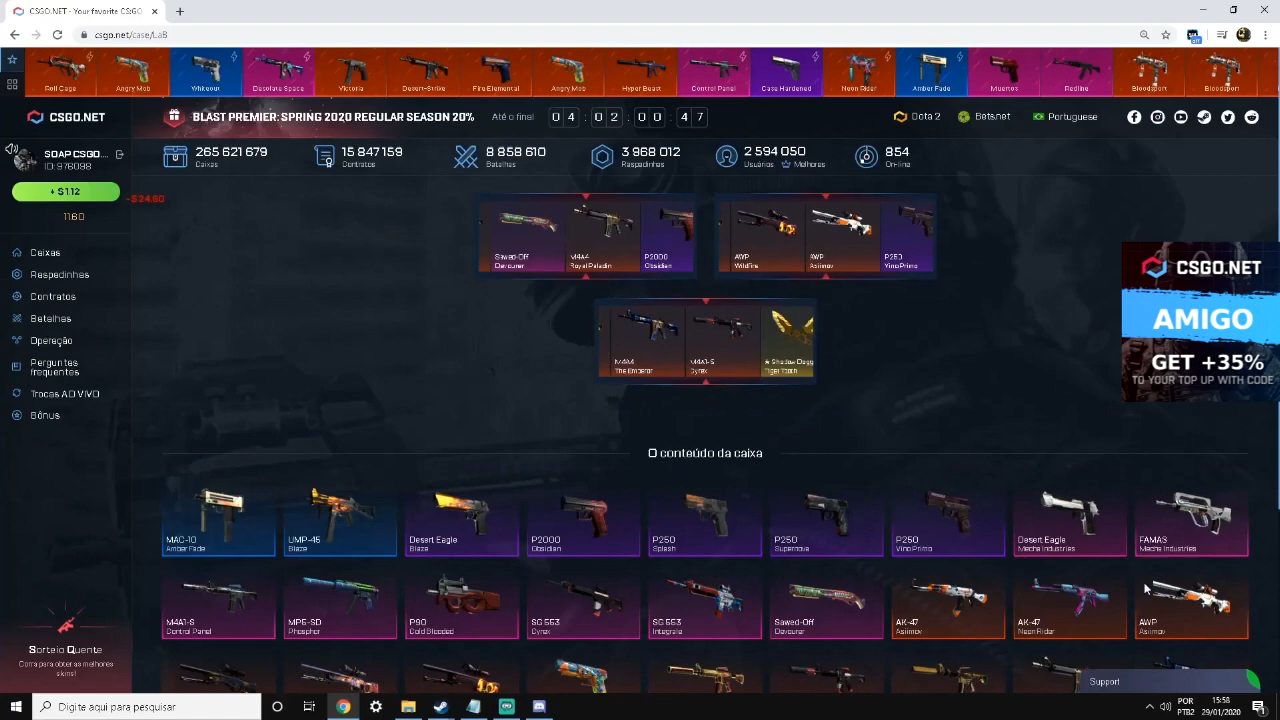 CSGO.NET - Your favorite CS:GO
csgo.net/case/LaB
Roll Cage
Angry Mob
Whiteout
Desolate Space
Victoria
Desert-Strike
Fire Elemental
Angry Mob
Hyper Beast
Control Panel
Case Hardened
Neon Rider
Amber Fade
Muertos
Redline
Bloodsport
Bloodsport
CSGO.NET
BLAST PREMIER: SPRING 2020 REGULAR SEASON 20%
Até o final
04:02:00:47
Dota 2
Bets.net
Portuguese
SOAP CSGO....
ID: 978098
+ $1.12
-$24.80
11.60
265 621 679
Caixas
15 847 159
Contratos
8 858 610
Batalhas
3 968 012
Raspadinhas
2 594 050
Usuários
Melhores
854
On-line
Caixas
Respadinhas
Contratos
Betalhas
Operação
Perguntas
frequentes
Trocas AO VIVO
Bônus
Sawed-Off
Devourer
M4A4
Royal Paladin
P2000
Obsidian
AWP
Wildfire
AWP
Asiimov
P250
Vino Primo
M4A4
The Emperor
M4A1-S
Cyrex
★ Shadow Dagg
Tiger Tooth
CSGO.NET
AMIGO
GET +35%
TO YOUR TOP UP WITH CODE
O conteúdo da caixa
MAC-10
Amber Fade
UMP-45
Blaze
Desert Eagle
Blaze
P2000
Obsidian
P250
Splash
P250
Supernova
P250
Vino Primo
Desert Eagle
Mecha Industries
FAMAS
Mecha Industries
M4A1-S
Control Panel
MP5-SD
Phosphor
P90
Cold Blooded
SG 553
Cyrex
SG 553
Integrale
Sawed-Off
Devourer
AK-47
Asiimov
AK-47
Neon Rider
AWP
Asiimov
Sorteio Quente
Corra para obter as melhores
skins!
Support
Digite aqui para pesquisar
POR
PTB2
15:58
29/01/2020